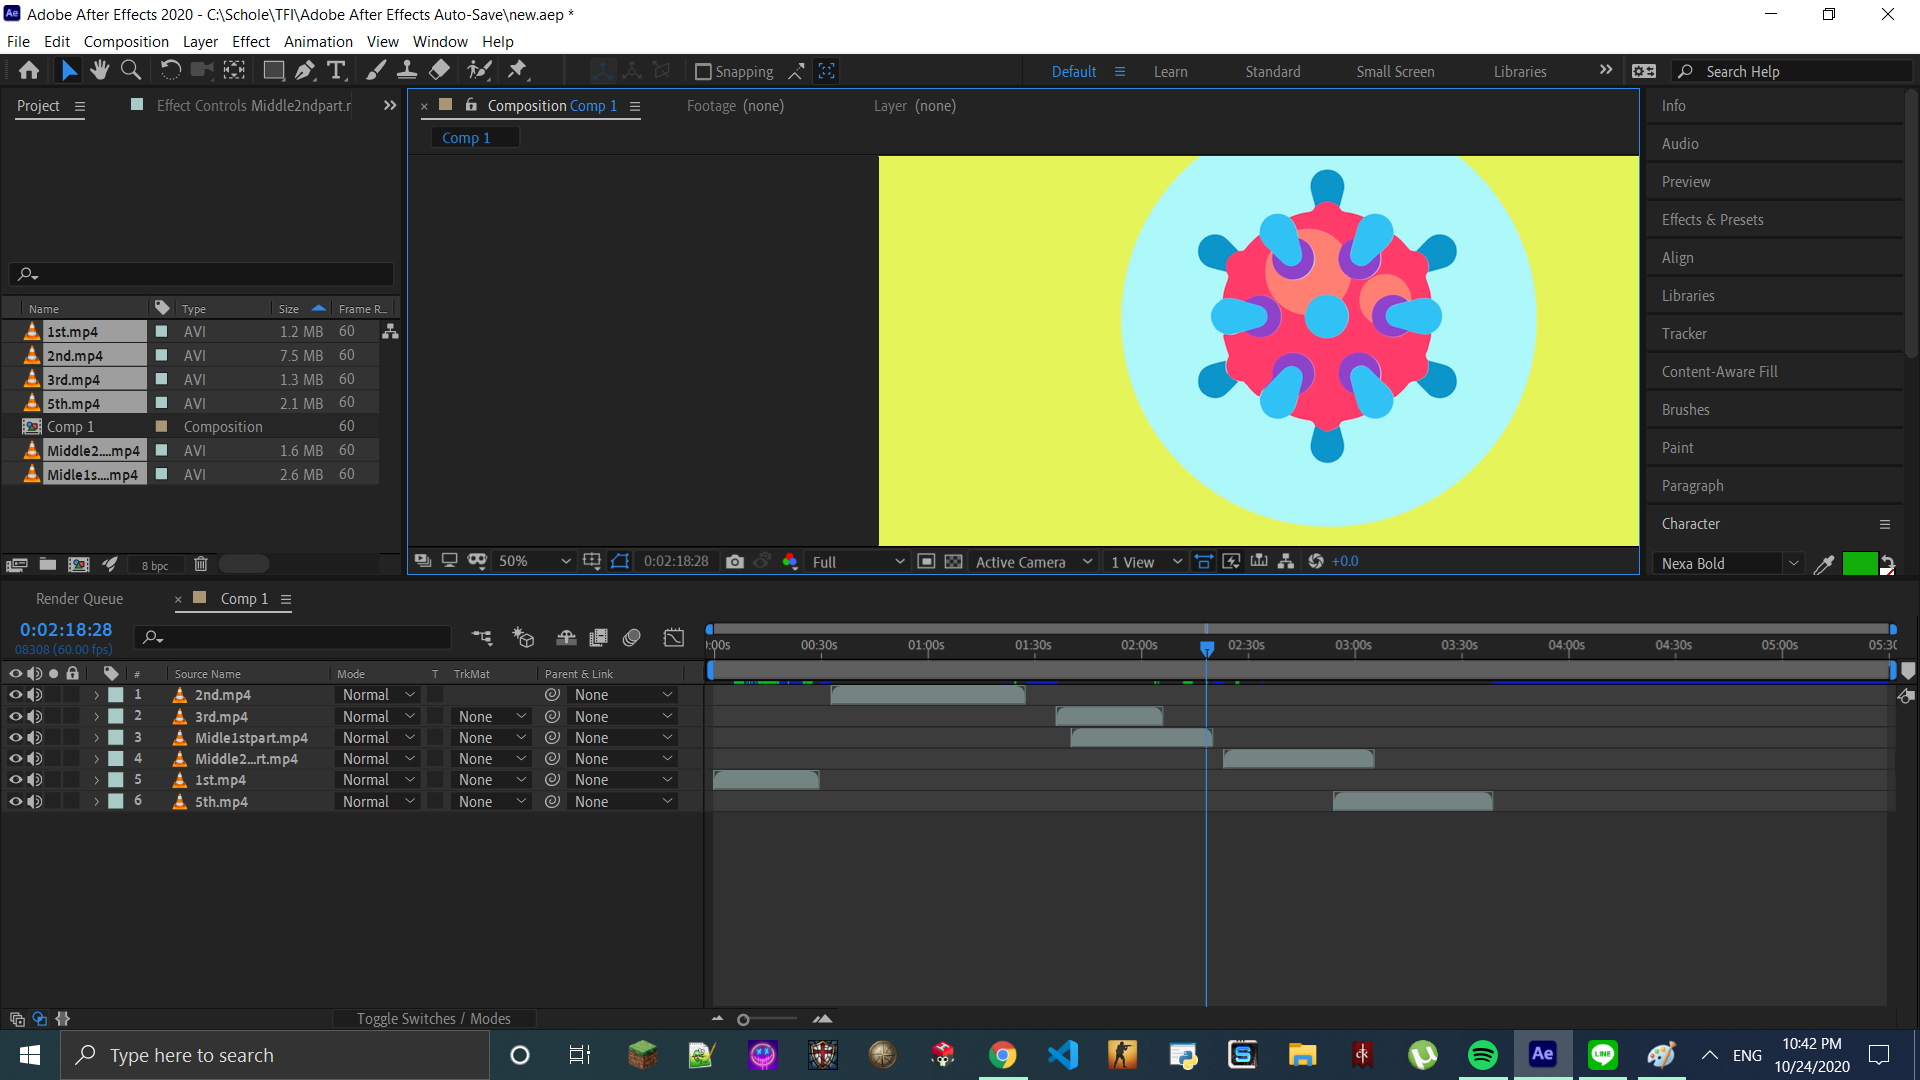 Adobe After Effects 2020 - C:\Schole\TFI\Adobe After Effects Auto-Save\new.aep *
File Edit Composition Layer Effect Animation View Window Help
Snapping Default Learn Standard Small Screen Libraries Search Help
Project Effect Controls Middle2ndpart.r
Composition Comp 1 Footage (none) Layer (none)
Comp 1
Name Type Size Frame R...
1st.mp4 AVI 1.2 MB 60
2nd.mp4 AVI 7.5 MB 60
3rd.mp4 AVI 1.3 MB 60
5th.mp4 AVI 2.1 MB 60
Comp 1 Composition 60
Middle2....mp4 AVI 1.6 MB 60
Midle1s....mp4 AVI 2.6 MB 60
8 bpc
50% 0:02:18:28 Full Active Camera 1 View +0.0
Info
Audio
Preview
Effects & Presets
Align
Libraries
Tracker
Content-Aware Fill
Brushes
Paint
Paragraph
Character
Nexa Bold
Render Queue Comp 1
0:02:18:28
08308 (60.00 fps)
:00s 00:30s 01:00s 01:30s 02:00s 02:30s 03:00s 03:30s 04:00s 04:30s 05:00s 05:30
# Source Name Mode T TrkMat Parent & Link
1 2nd.mp4 Normal None
2 3rd.mp4 Normal None None
3 Midle1stpart.mp4 Normal None None
4 Middle2...rt.mp4 Normal None None
5 1st.mp4 Normal None None
6 5th.mp4 Normal None None
Toggle Switches / Modes
Type here to search
Ae
LINE
ENG
10:42 PM
10/24/2020